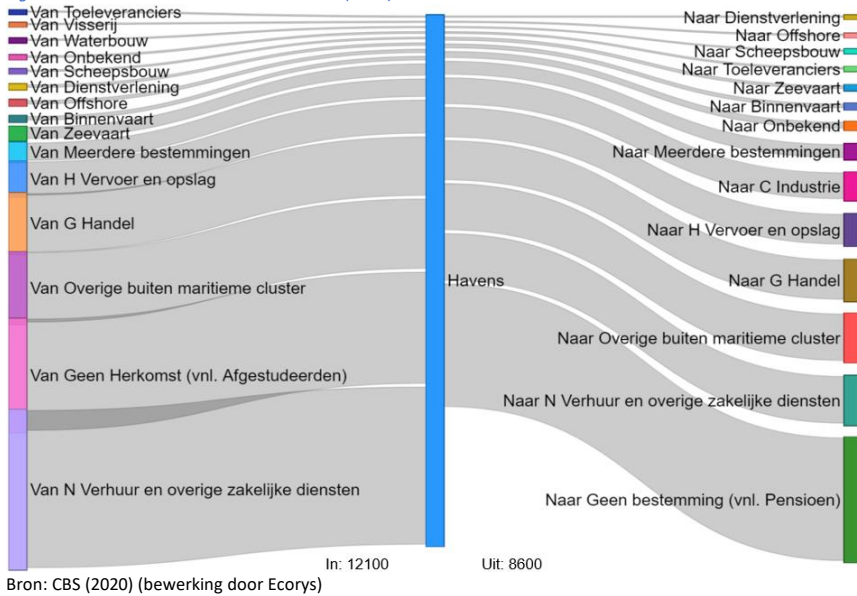 Van Toeleveranciers
Van Visserij
Van Waterbouw
Van Onbekend
Van Scheepsbouw
Van Dienstverlening
Van Offshore
Van Binnenvaart
Van Zeevaart
Van Meerdere bestemmingen
Van H Vervoer en opslag
Van G Handel
Van Overige buiten maritieme cluster
Van Geen Herkomst (vnl. Afgestudeerden)
Van N Verhuur en overige zakelijke diensten
Havens
Naar Dienstverlening
Naar Offshore
Naar Scheepsbouw
Naar Toeleveranciers
Naar Zeevaart
Naar Binnenvaart
Naar Onbekend
Naar Meerdere bestemmingen
Naar C Industrie
Naar H Vervoer en opslag
Naar G Handel
Naar Overige buiten maritieme cluster
Naar N Verhuur en overige zakelijke diensten
Naar Geen bestemming (vnl. Pensioen)
In: 12100
Uit: 8600
Bron: CBS (2020) (bewerking door Ecorys)